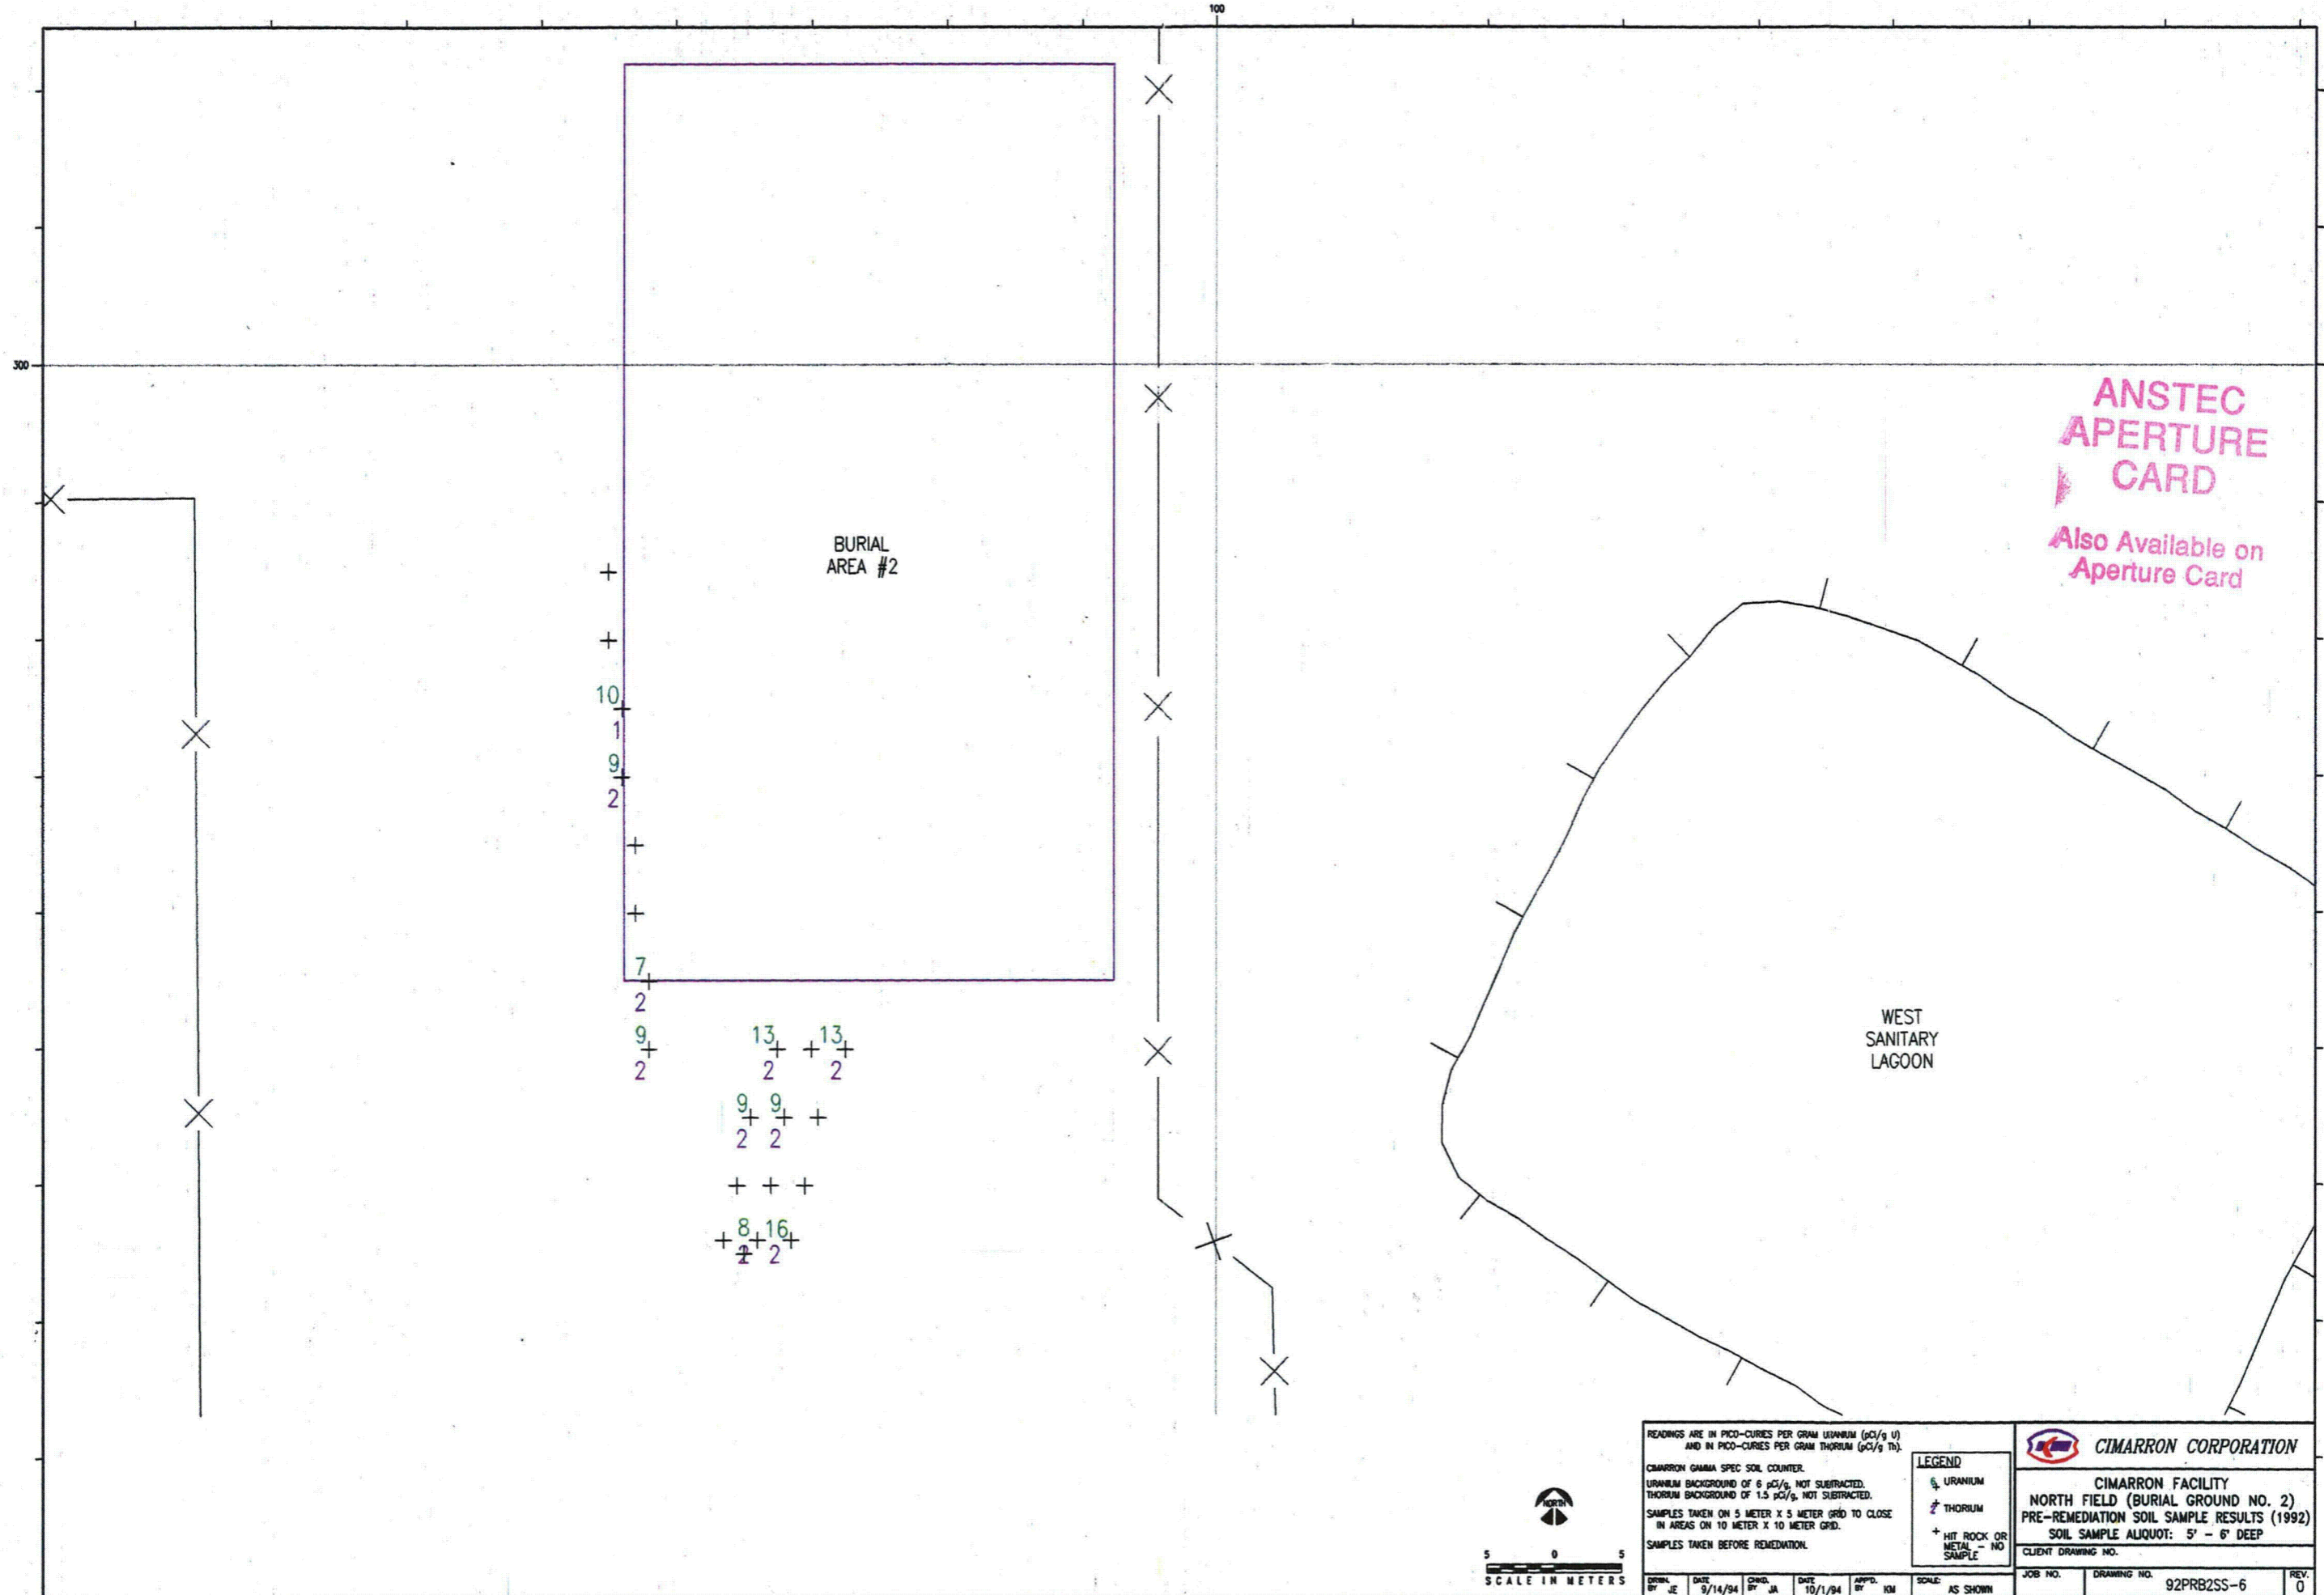 100
300
ANSTEC
APERTURE
CARD
Also Available on
Aperture Card
BURIAL
AREA #2
10
1
9
2
7
2
9 13 13
2 2 2
9 9
2 2
8 16
2 2
WEST
SANITARY
LAGOON
NORTH
5 0 5
SCALE IN METERS
READINGS ARE IN PICO-CURIES PER GRAM URANIUM (pCi/g U)
AND IN PICO-CURIES PER GRAM THORIUM (pCi/g Th).
CIMARRON GAMMA SPEC SOIL COUNTER.
URANIUM BACKGROUND OF 6 pCi/g, NOT SUBTRACTED.
THORIUM BACKGROUND OF 1.5 pCi/g, NOT SUBTRACTED.
SAMPLES TAKEN ON 5 METER X 5 METER GRID TO CLOSE
IN AREAS ON 10 METER X 10 METER GRID.
SAMPLES TAKEN BEFORE REMEDIATION.
LEGEND
6 URANIUM
2 THORIUM
HIT ROCK OR
METAL - NO
SAMPLE
CIMARRON CORPORATION
CIMARRON FACILITY
NORTH FIELD (BURIAL GROUND NO. 2)
PRE-REMEDIATION SOIL SAMPLE RESULTS (1992)
SOIL SAMPLE ALIQUOT: 5' - 6' DEEP
CLIENT DRAWING NO.
DRWN. BY JE DATE 9/14/94 CHKD. BY JA DATE 10/1/94 APP'D. BY KM SCALE: AS SHOWN
JOB NO. DRAWING NO. 92PRB2SS-6 REV. 0